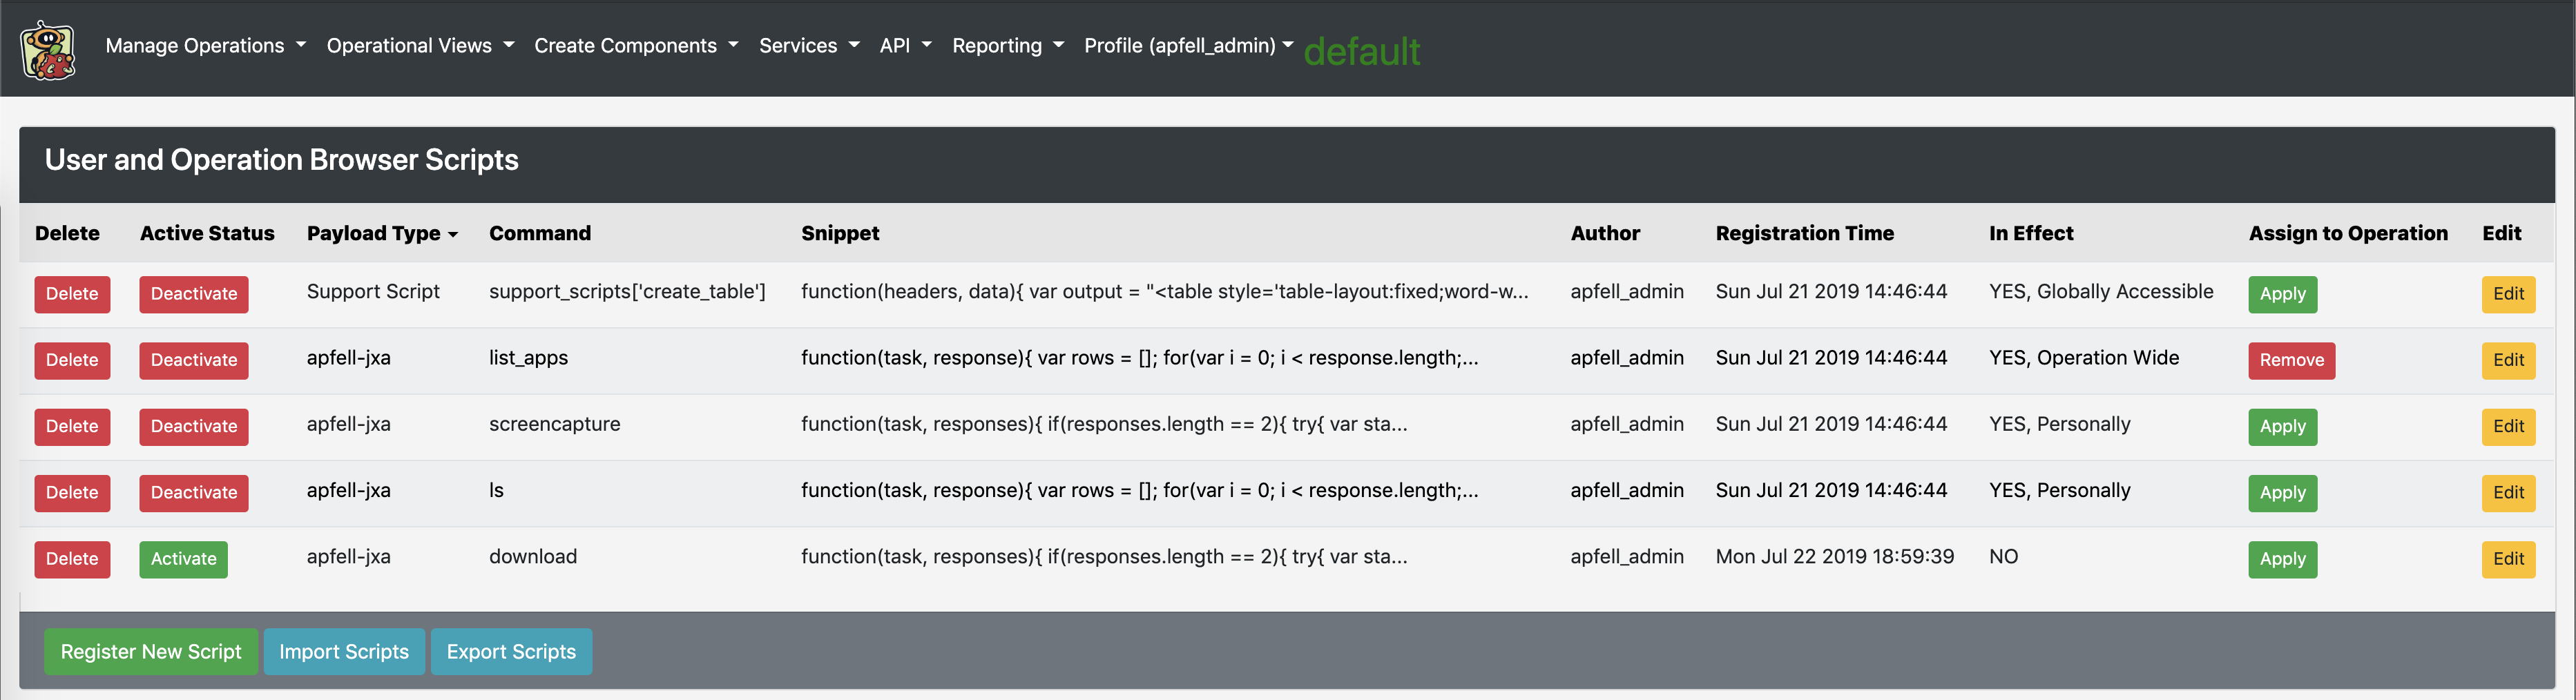 Manage Operations Operational Views Create Components Services API Reporting Profile (apfell_admin) default
User and Operation Browser Scripts
Delete Active Status Payload Type Command Snippet Author Registration Time In Effect Assign to Operation Edit
Delete Deactivate Support Script support_scripts['create_table'] function(headers, data){ var output = "<table style='table-layout:fixed;word-w... apfell_admin Sun Jul 21 2019 14:46:44 YES, Globally Accessible Apply Edit
Delete Deactivate apfell-jxa list_apps function(task, response){ var rows = []; for(var i = 0; i < response.length;... apfell_admin Sun Jul 21 2019 14:46:44 YES, Operation Wide Remove Edit
Delete Deactivate apfell-jxa screencapture function(task, responses){ if(responses.length == 2){ try{ var sta... apfell_admin Sun Jul 21 2019 14:46:44 YES, Personally Apply Edit
Delete Deactivate apfell-jxa ls function(task, response){ var rows = []; for(var i = 0; i < response.length;... apfell_admin Sun Jul 21 2019 14:46:44 YES, Personally Apply Edit
Delete Activate apfell-jxa download function(task, responses){ if(responses.length == 2){ try{ var sta... apfell_admin Mon Jul 22 2019 18:59:39 NO Apply Edit
Register New Script Import Scripts Export Scripts